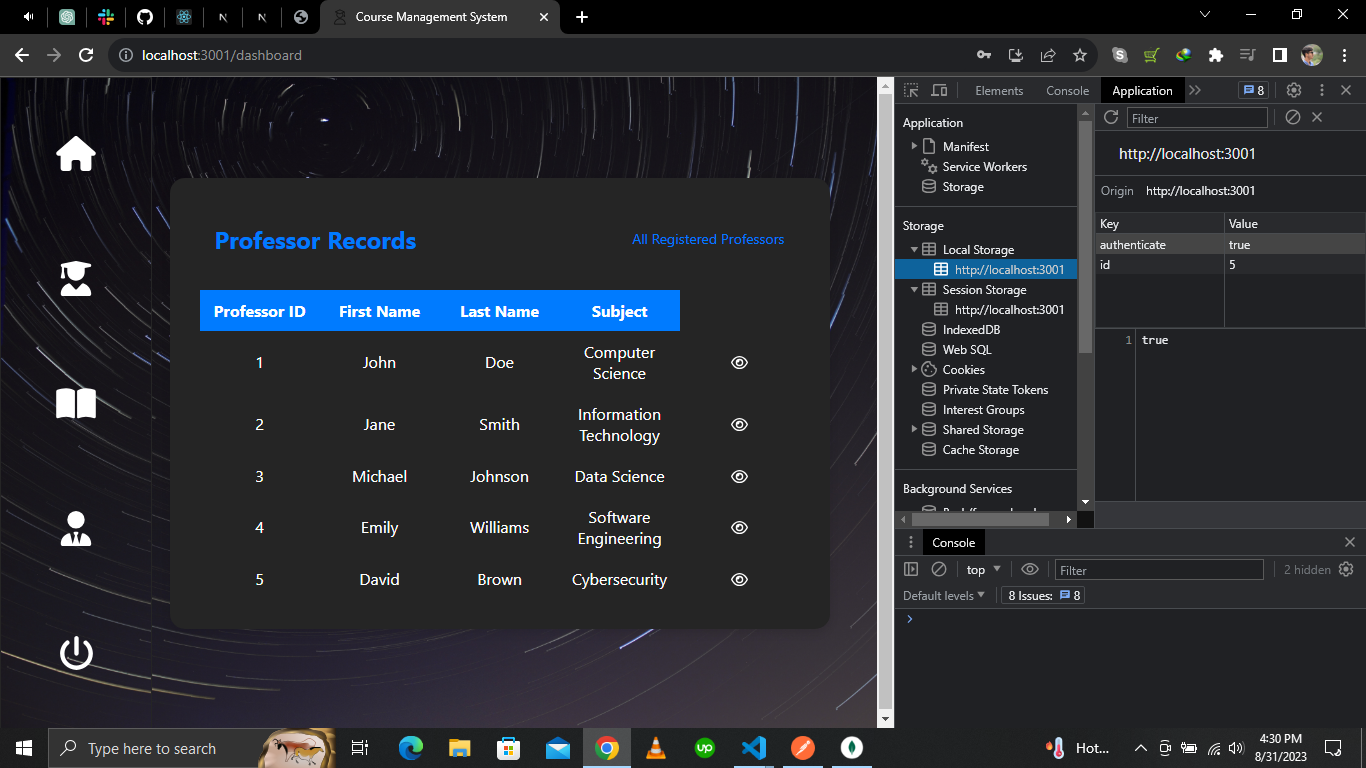 Course Management System
localhost:3001/dashboard
Elements Console Application 8
Professor Records
All Registered Professors
Professor ID First Name Last Name Subject
1 John Doe Computer Science
2 Jane Smith Information Technology
3 Michael Johnson Data Science
4 Emily Williams Software Engineering
5 David Brown Cybersecurity
Application
Manifest
Service Workers
Storage
Storage
Local Storage
http://localhost:3001
Session Storage
http://localhost:3001
IndexedDB
Web SQL
Cookies
Private State Tokens
Interest Groups
Shared Storage
Cache Storage
Background Services
Filter
http://localhost:3001
Origin http://localhost:3001
Key Value
authenticate true
id 5
1 true
Console
top Filter 2 hidden
Default levels 8 Issues: 8
Type here to search
up
Hot...
4:30 PM
8/31/2023